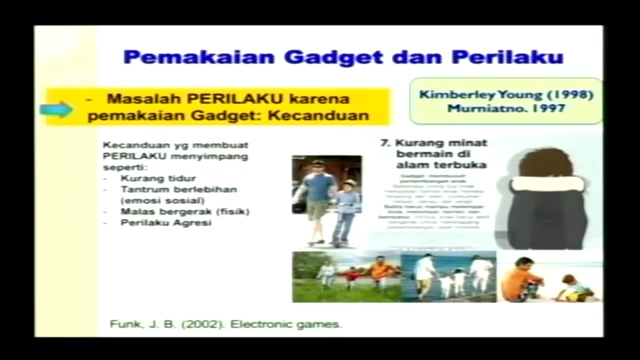 Pemakaian Gadget dan Perilaku
- Masalah PERILAKU karena
pemakaian Gadget: Kecanduan
Kimberley Young (1998)
Murniatno. 1997
Kecanduan yg membuat
PERILAKU menyimpang
seperti:
- Kurang tidur
- Tantrum berlebihan
(emosi sosial)
- Malas bergerak (fisik)
- Perilaku Agresi
7. Kurang minat
bermain di
alam terbuka
Funk, J. B. (2002). Electronic games.